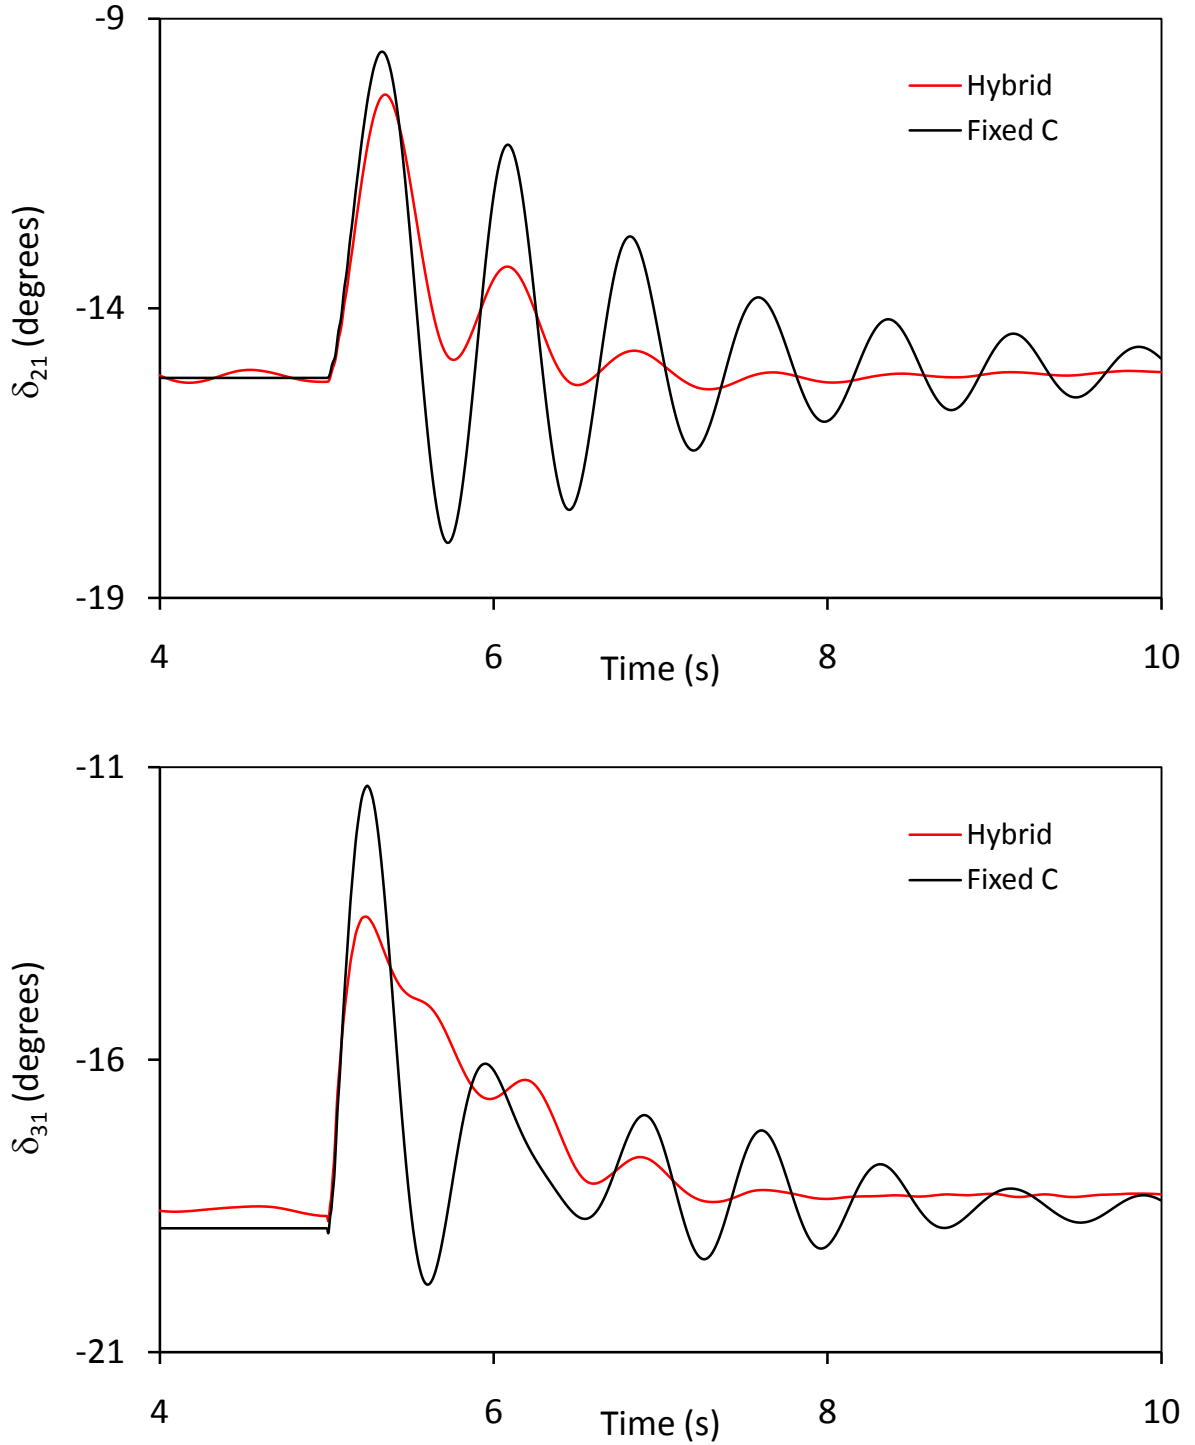 -9
Hybrid
Fixed C
-14
δ21 (degrees)
-19
4 6 8 10
Time (s)
-11
Hybrid
Fixed C
-16
δ31 (degrees)
-21
4 6 8 10
Time (s)